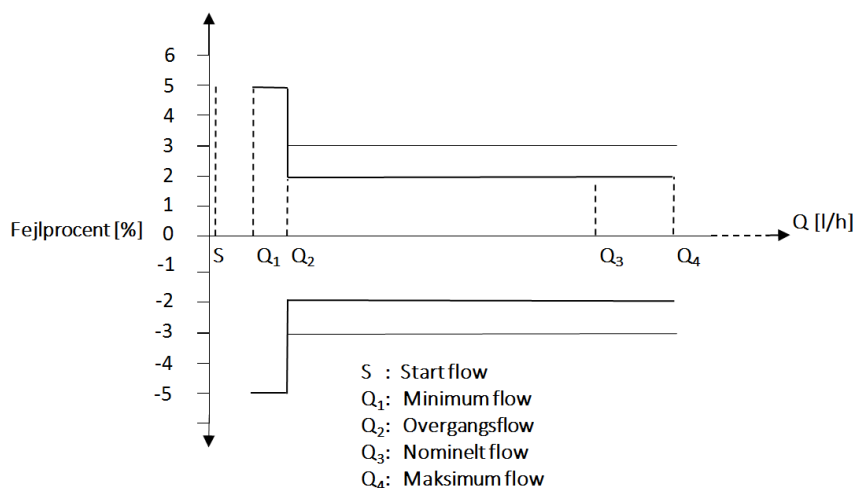 6
5
4
3
2
1
Fejlprocent [%] 0 Q [l/h]
S Q₁ Q₂ Q₃ Q₄
-1
-2
-3
-4
-5
S : Start flow
Q₁: Minimum flow
Q₂: Overgangsflow
Q₃: Nominelt flow
Q₄: Maksimum flow